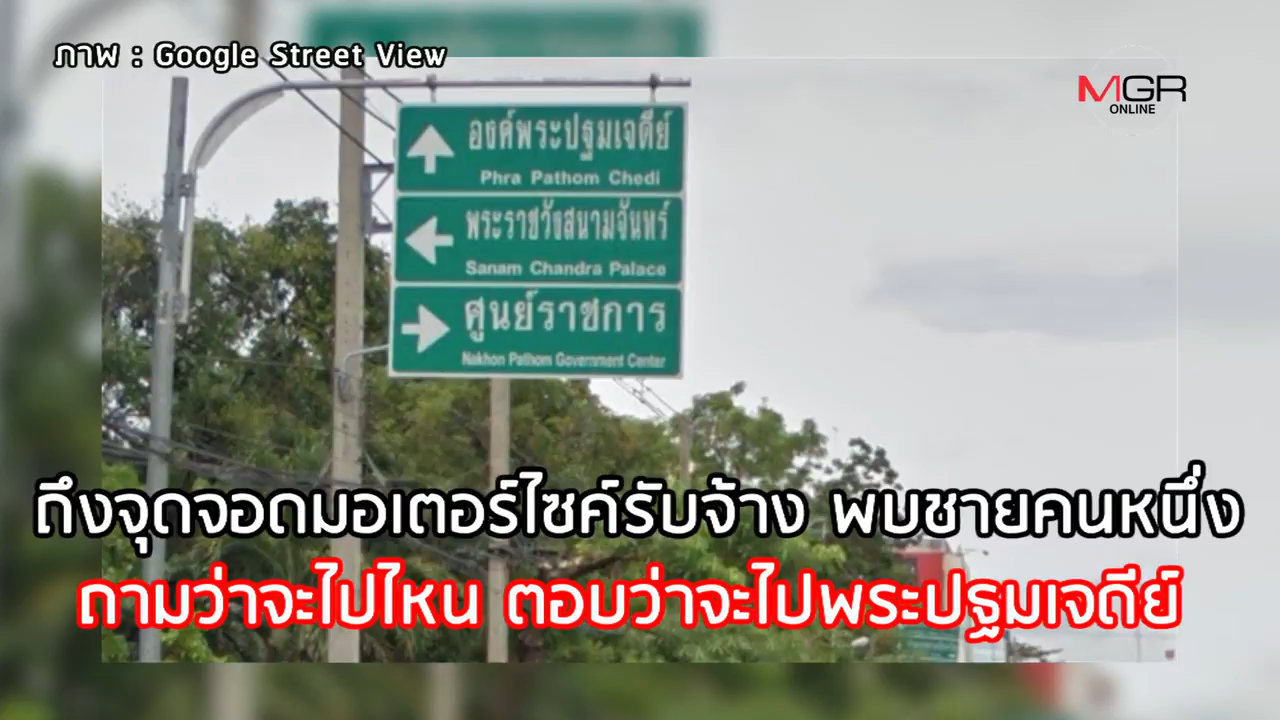 ภาพ : Google Street View
MGR
ONLINE
องค์พระปฐมเจดีย์
Phra Pathom Chedi
พระราชวังสนามจันทร์
Sanam Chandra Palace
ศูนย์ราชการ
Nakhon Pathom Government Center
ถึงจุดจอดมอเตอร์ไซค์รับจ้าง พบชายคนหนึ่ง
ถามว่าจะไปไหน ตอบว่าจะไปพระปฐมเจดีย์